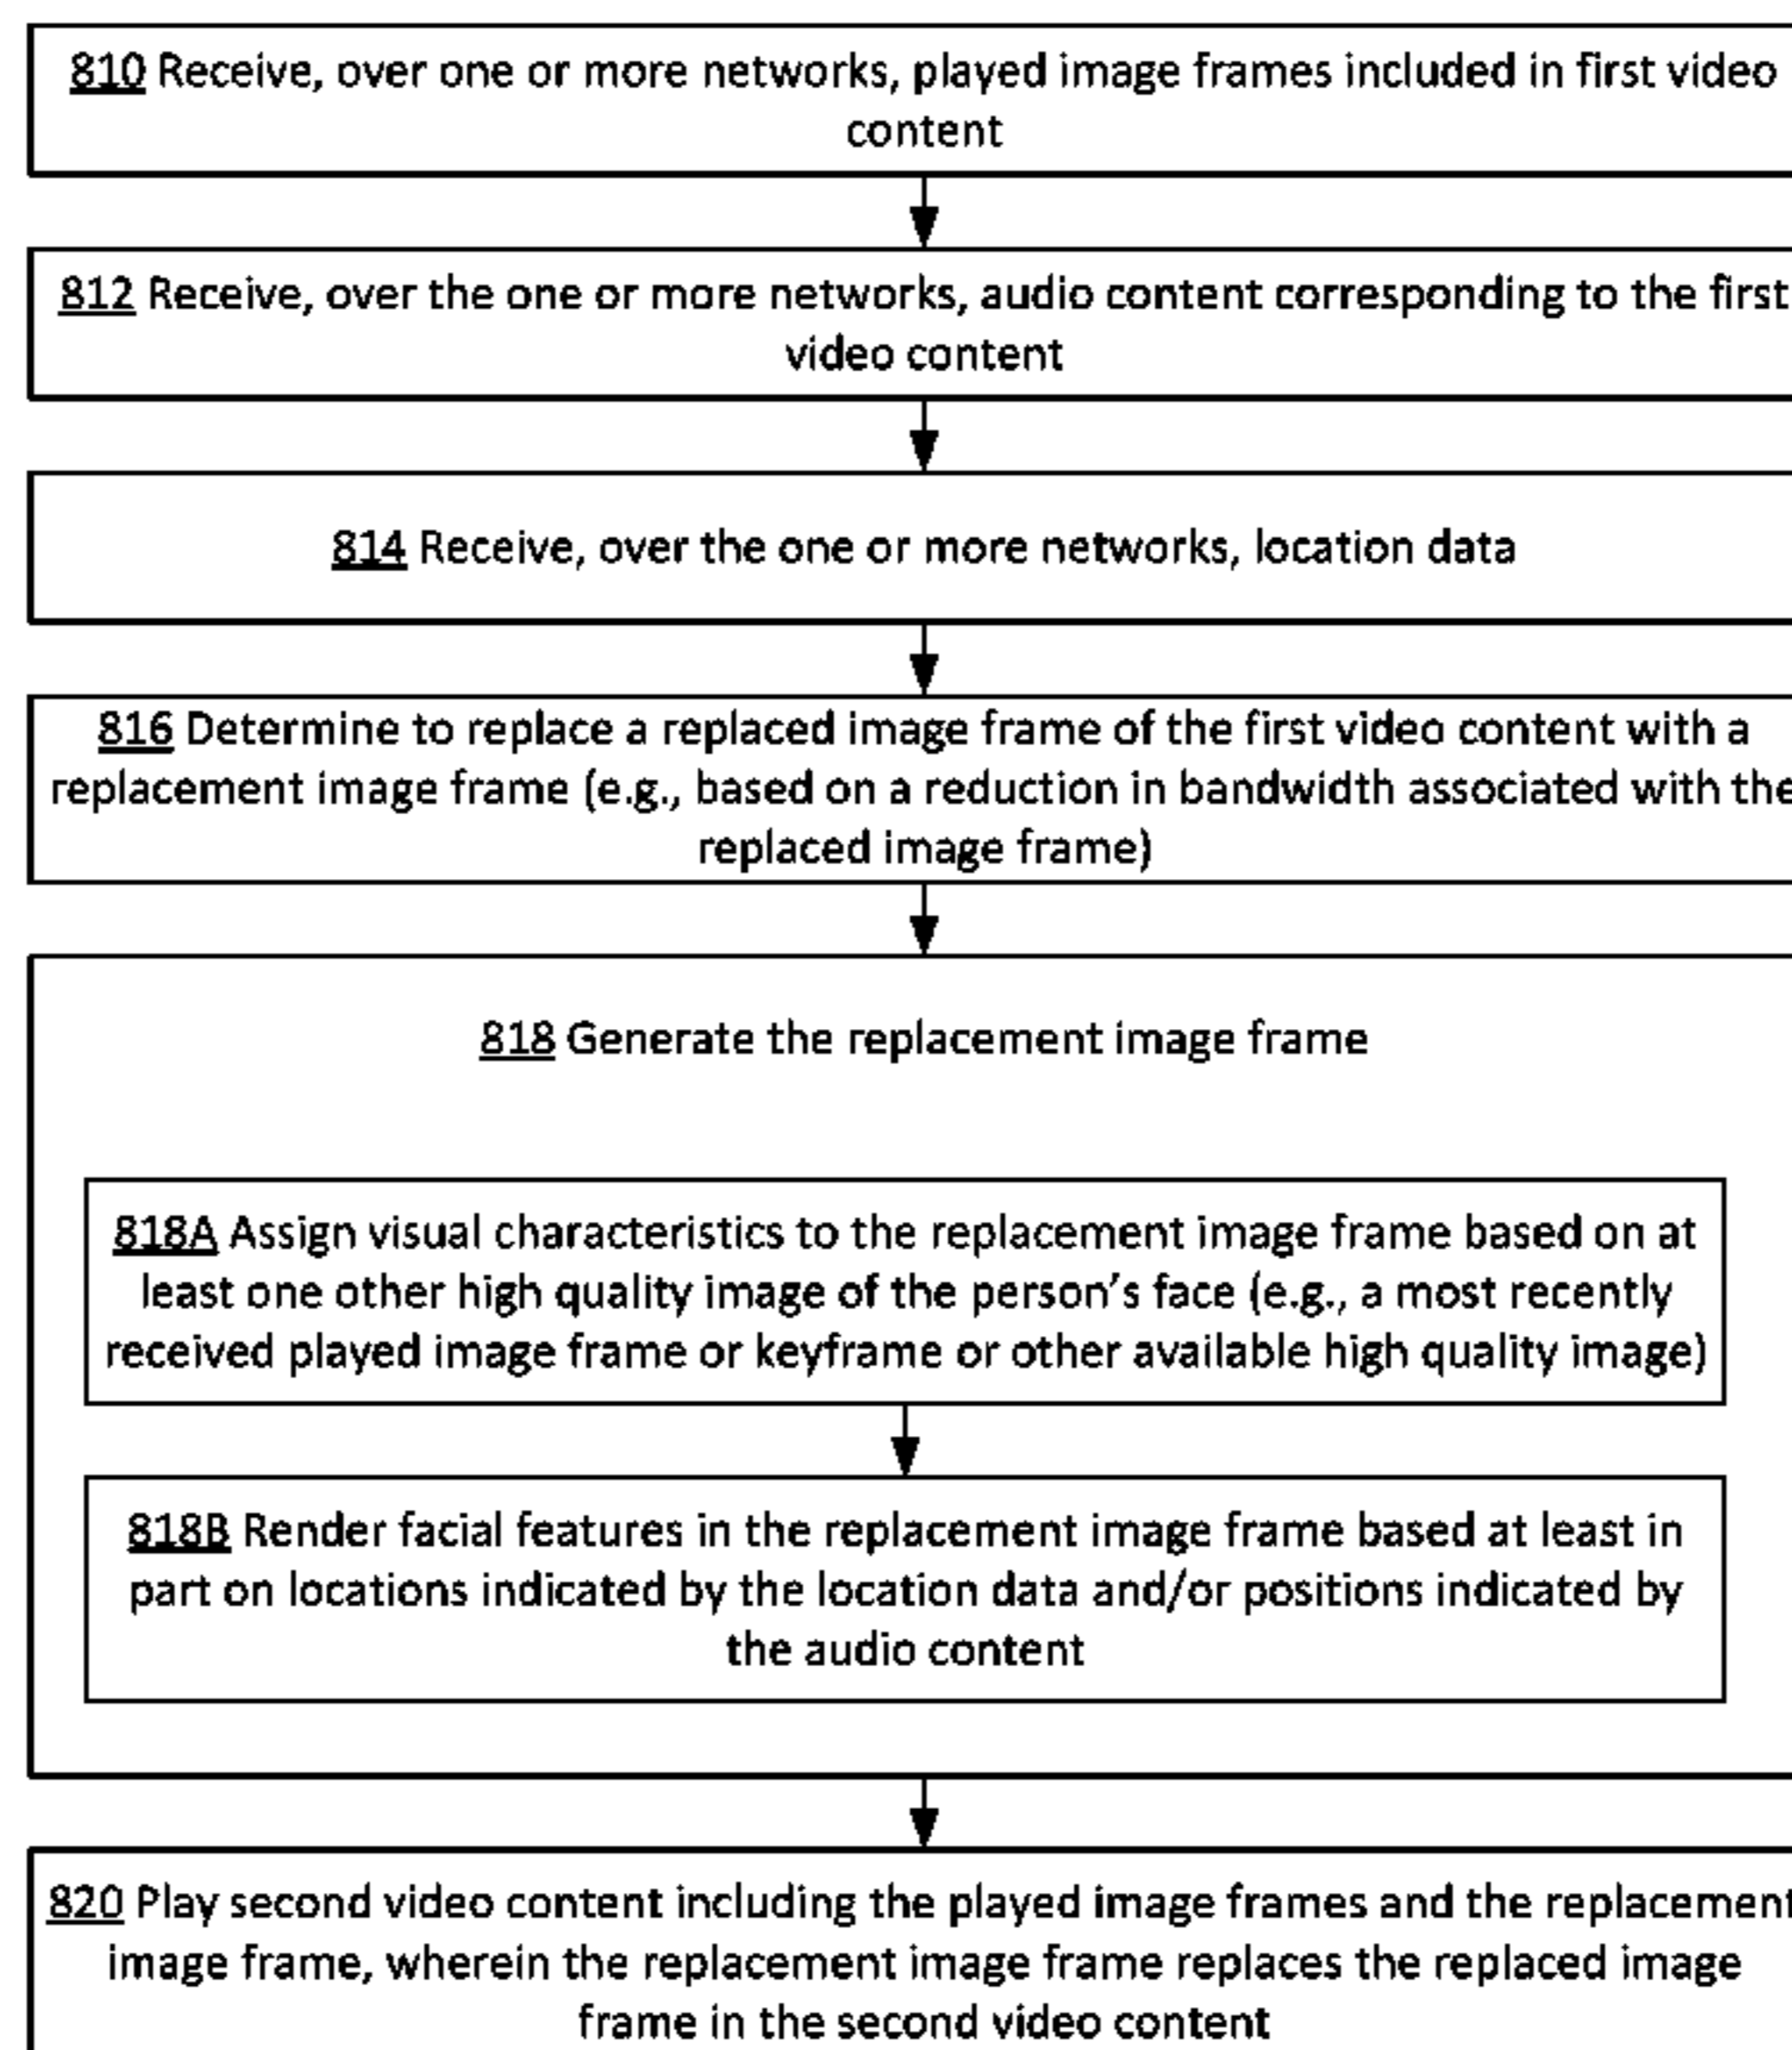 810 Receive, over one or more networks, played image frames included in first video
content
812 Receive, over the one or more networks, audio content corresponding to the first
video content
814 Receive, over the one or more networks, location data
816 Determine to replace a replaced image frame of the first video content with a
replacement image frame (e.g., based on a reduction in bandwidth associated with the
replaced image frame)
818 Generate the replacement image frame
818A Assign visual characteristics to the replacement image frame based on at
least one other high quality image of the person's face (e.g., a most recently
received played image frame or keyframe or other available high quality image)
818B Render facial features in the replacement image frame based at least in
part on locations indicated by the location data and/or positions indicated by
the audio content
820 Play second video content including the played image frames and the replacement
image frame, wherein the replacement image frame replaces the replaced image
frame in the second video content